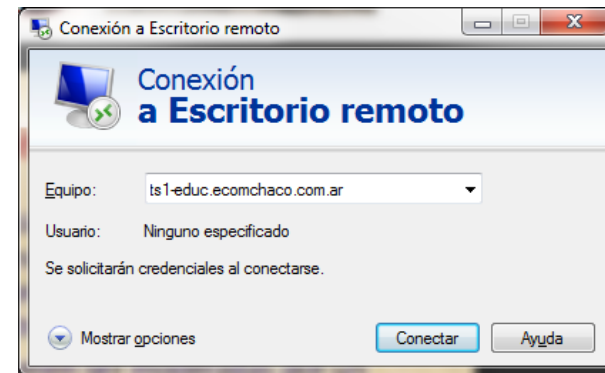 Conexión a Escritorio remoto
Conexión
a Escritorio remoto
Equipo: ts1-educ.ecomchaco.com.ar
Usuario: Ninguno especificado
Se solicitarán credenciales al conectarse.
Mostrar opciones Conectar Ayuda